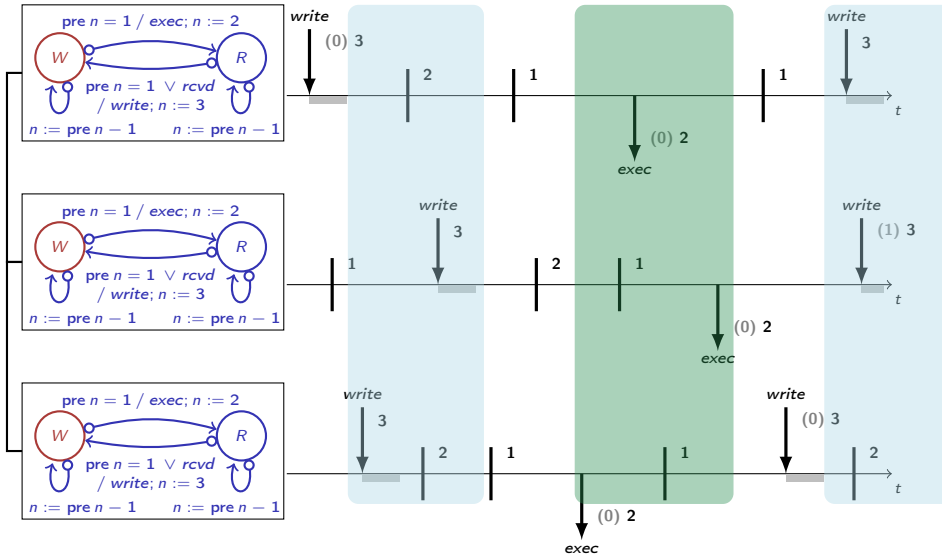 pre n = 1 / exec; n := 2
W
R
pre n = 1 ∨ rcvd
/ write; n := 3
n := pre n − 1
n := pre n − 1
write
(0) 3
2
1
(0) 2
exec
1
write
3
t
pre n = 1 / exec; n := 2
W
R
pre n = 1 ∨ rcvd
/ write; n := 3
n := pre n − 1
n := pre n − 1
1
write
3
2
1
(0) 2
exec
write
(1) 3
t
pre n = 1 / exec; n := 2
W
R
pre n = 1 ∨ rcvd
/ write; n := 3
n := pre n − 1
n := pre n − 1
write
3
2
1
(0) 2
exec
1
write
(0) 3
2
t